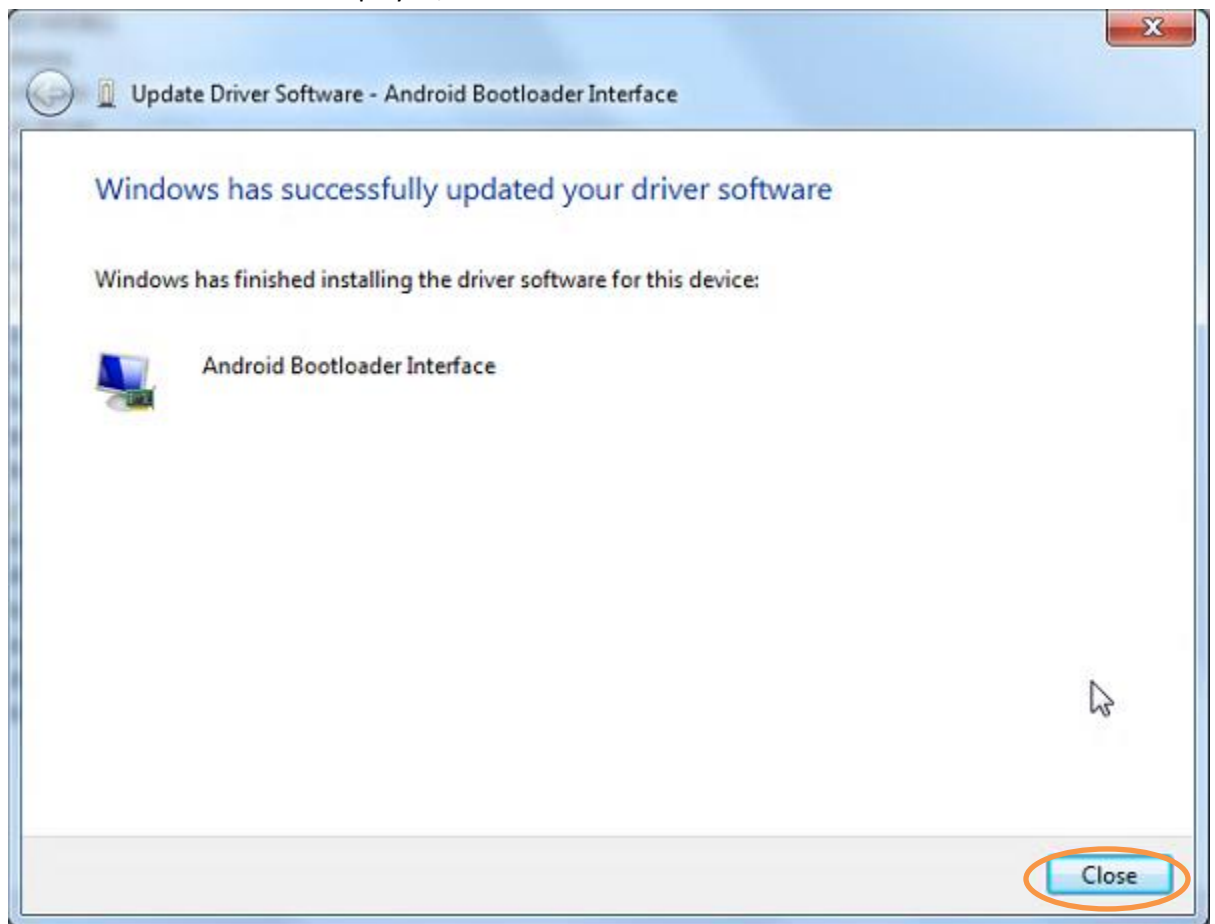 Update Driver Software - Android Bootloader Interface
Windows has successfully updated your driver software
Windows has finished installing the driver software for this device:
Android Bootloader Interface
Close